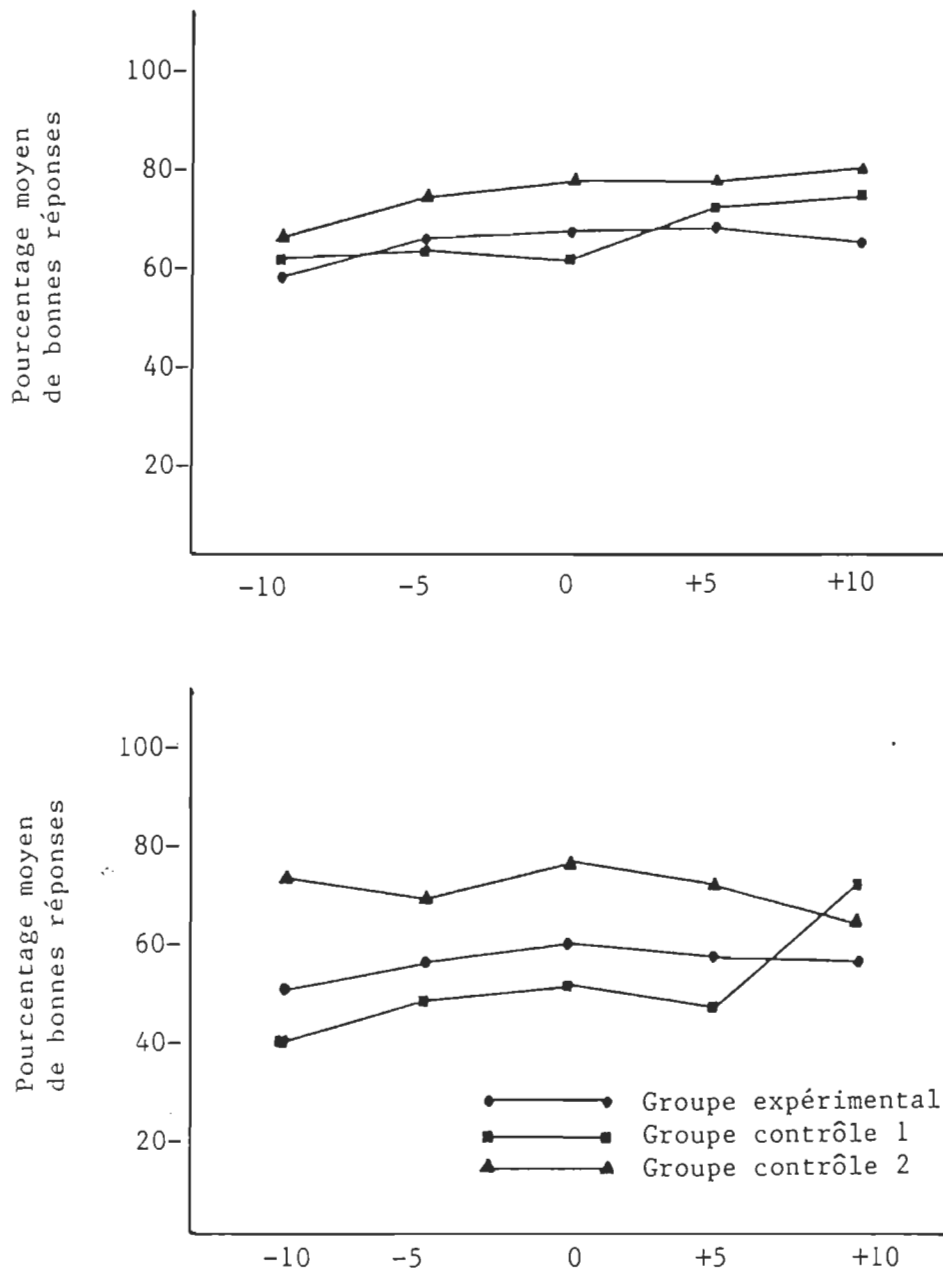 Pourcentage moyen
de bonnes réponses
100-
80-
60-
40-
20-
-10 -5 0 +5 +10
Pourcentage moyen
de bonnes réponses
100-
80-
60-
40-
20-
Groupe expérimental
Groupe contrôle 1
Groupe contrôle 2
-10 -5 0 +5 +10